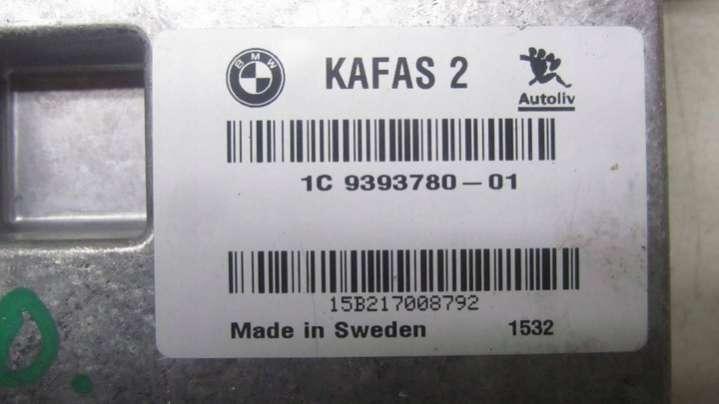 BMW
KAFAS 2
Autoliv
1C 9393780-01
15B217008792
Made in Sweden 1532